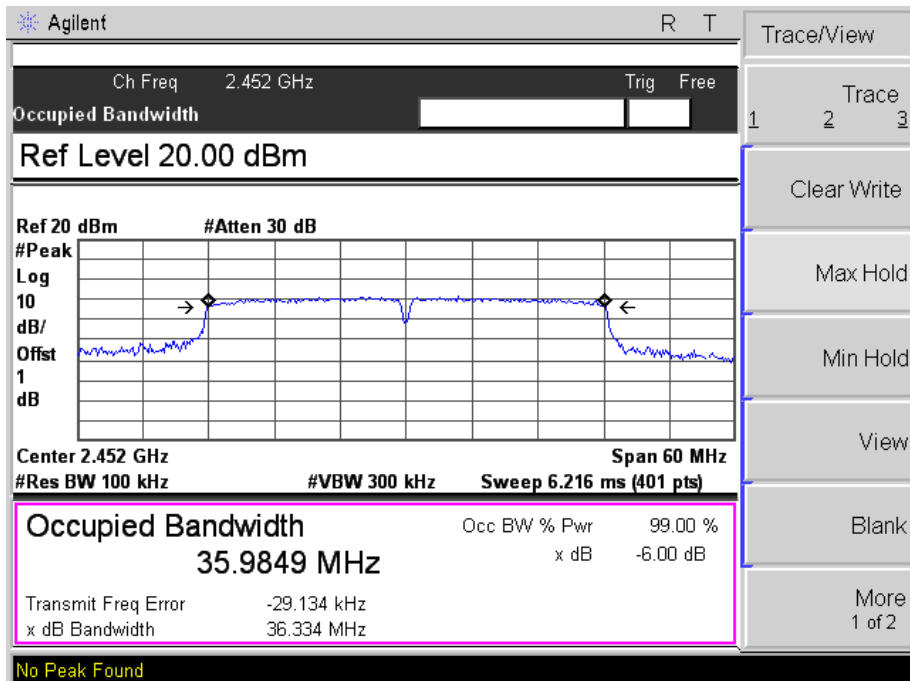 Agilent R T
Trace/View
Ch Freq 2.452 GHz Trig Free
Occupied Bandwidth
Trace
1 2 3
Ref Level 20.00 dBm
Clear Write
Ref 20 dBm #Atten 30 dB
#Peak
Log
10
dB/
Offst
1
dB
Max Hold
Min Hold
View
Center 2.452 GHz Span 60 MHz
#Res BW 100 kHz #VBW 300 kHz Sweep 6.216 ms (401 pts)
Occupied Bandwidth
35.9849 MHz
Occ BW % Pwr 99.00 %
x dB -6.00 dB
Blank
Transmit Freq Error -29.134 kHz
x dB Bandwidth 36.334 MHz
More
1 of 2
No Peak Found